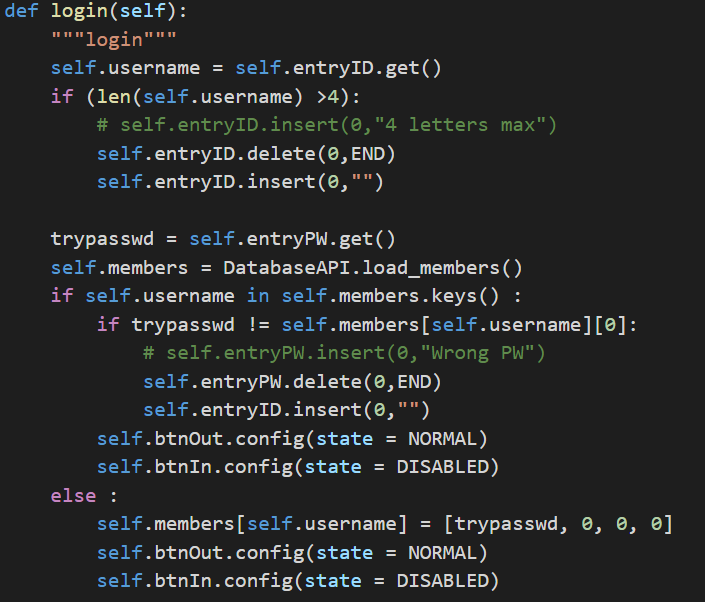 def login(self):
    """login"""
    self.username = self.entryID.get()
    if (len(self.username) >4):
        # self.entryID.insert(0,"4 letters max")
        self.entryID.delete(0,END)
        self.entryID.insert(0,"")

    trypasswd = self.entryPW.get()
    self.members = DatabaseAPI.load_members()
    if self.username in self.members.keys() :
        if trypasswd != self.members[self.username][0]:
            # self.entryPW.insert(0,"Wrong PW")
            self.entryPW.delete(0,END)
            self.entryID.insert(0,"")
        self.btnOut.config(state = NORMAL)
        self.btnIn.config(state = DISABLED)
    else :
        self.members[self.username] = [trypasswd, 0, 0, 0]
        self.btnOut.config(state = NORMAL)
        self.btnIn.config(state = DISABLED)